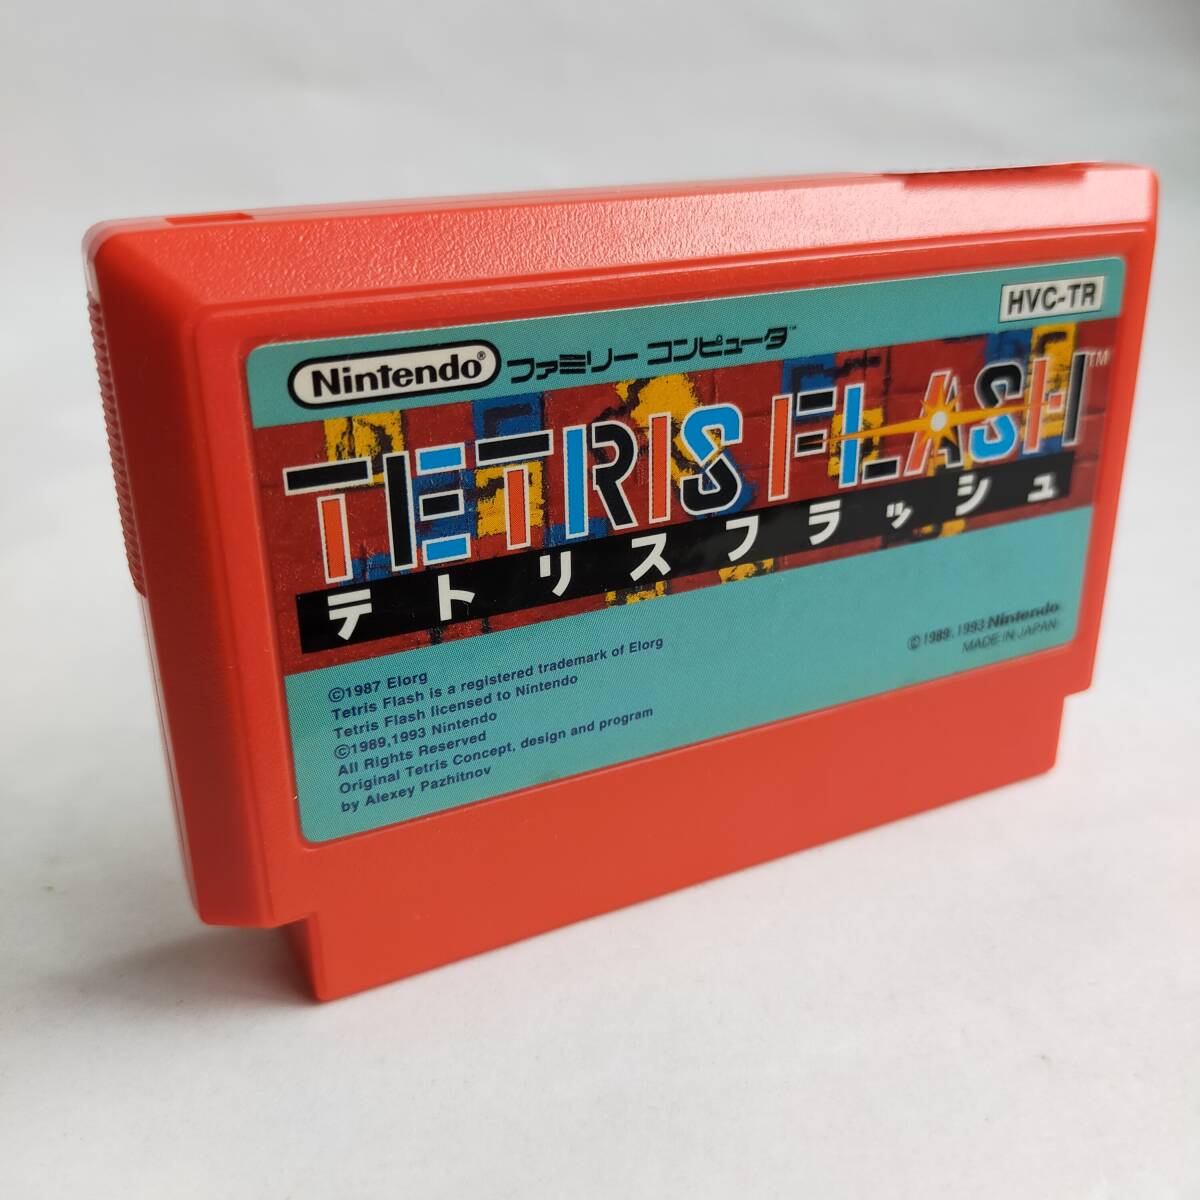 Nintendo® ファミリー コンピュータ™
HVC-TR
TETRIS FLASH™
テトリスフラッシュ
©1987 Elorg
Tetris Flash is a registered trademark of Elorg
Tetris Flash licensed to Nintendo
©1989,1993 Nintendo
All Rights Reserved
Original Tetris Concept, design and program
by Alexey Pazhitnov
©1989,1993 Nintendo
MADE IN JAPAN